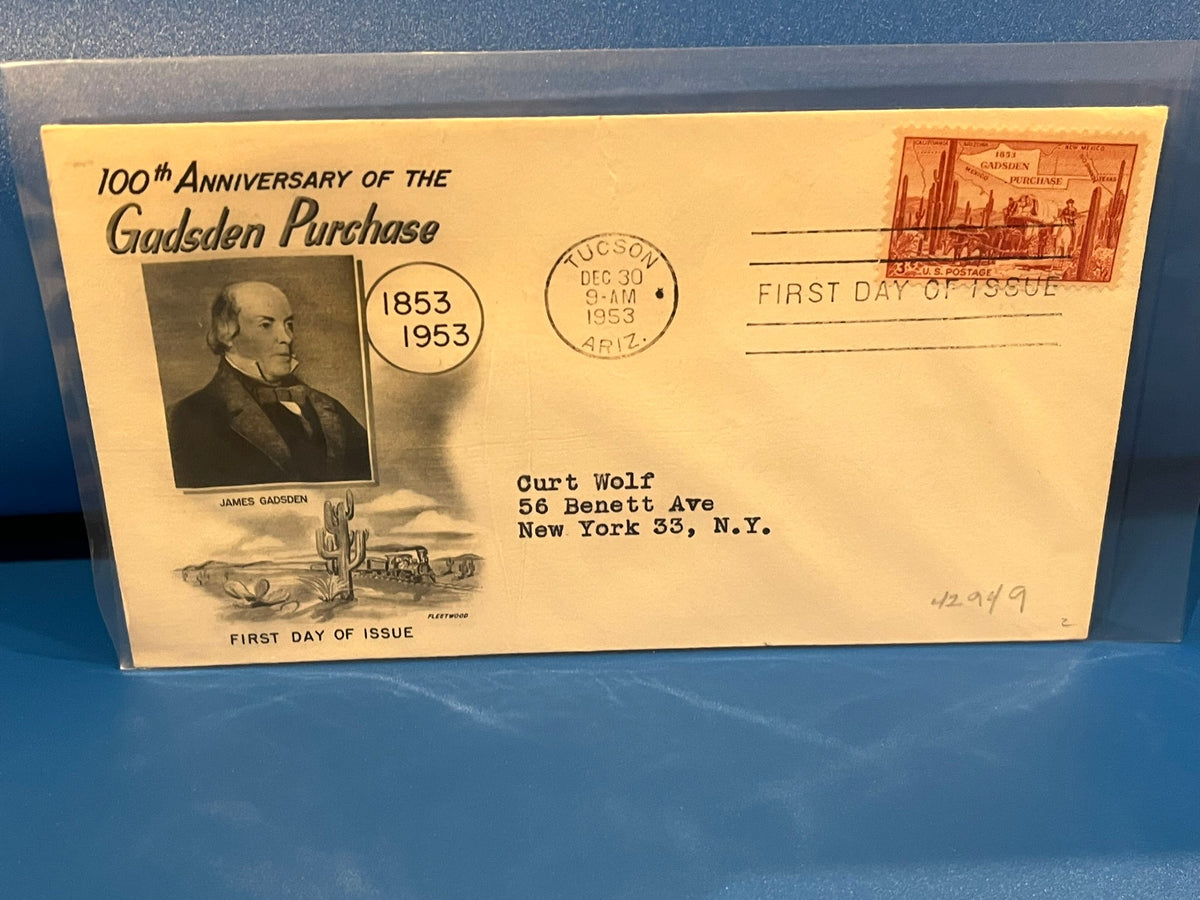 100th ANNIVERSARY OF THE
Gadsden Purchase
1853
1953
JAMES GADSDEN
FLEETWOOD
FIRST DAY OF ISSUE
TUCSON
DEC 30
9-AM
1953
ARIZ.
CALIFORNIA ARIZONA NEW MEXICO
1853
GADSDEN
PURCHASE
MEXICO
TEXAS
3¢ U.S. POSTAGE
FIRST DAY OF ISSUE
Curt Wolf
56 Benett Ave
New York 33, N.Y.
42949
2